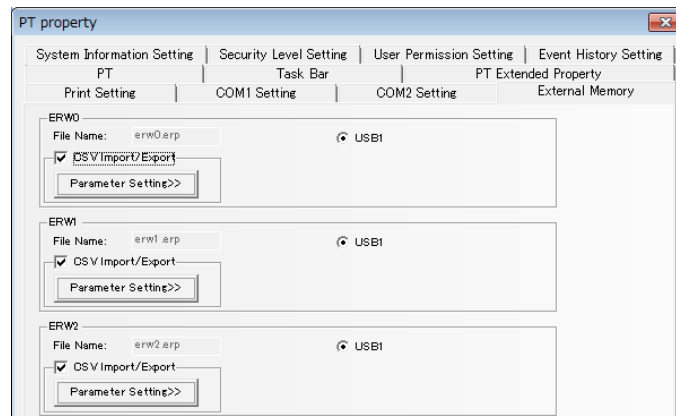 PT property
System Information Setting Security Level Setting User Permission Setting Event History Setting
PT Task Bar PT Extended Property
Print Setting COM1 Setting COM2 Setting External Memory
ERW0
File Name: erw0.erp USB1
CSV Import/Export
Parameter Setting>>
ERW1
File Name: erw1.erp USB1
CSV Import/Export
Parameter Setting>>
ERW2
File Name: erw2.erp USB1
CSV Import/Export
Parameter Setting>>